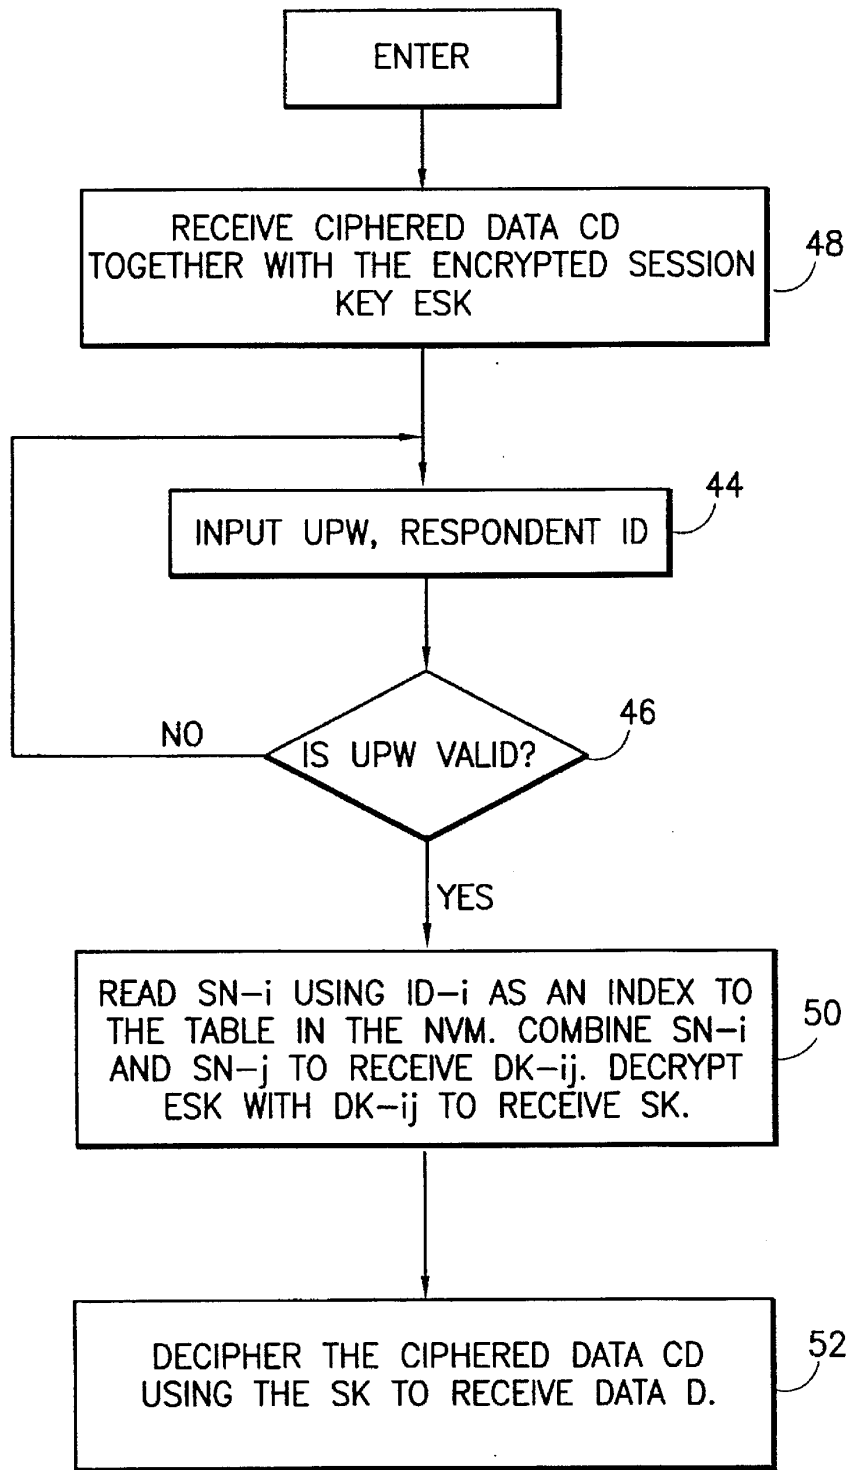 ENTER
RECEIVE CIPHERED DATA CD
TOGETHER WITH THE ENCRYPTED SESSION
KEY ESK
48
44
INPUT UPW, RESPONDENT ID
46
NO
IS UPW VALID?
YES
READ SN-i USING ID-i AS AN INDEX TO
THE TABLE IN THE NVM. COMBINE SN-i
AND SN-j TO RECEIVE DK-ij. DECRYPT
ESK WITH DK-ij TO RECEIVE SK.
50
DECIPHER THE CIPHERED DATA CD
USING THE SK TO RECEIVE DATA D.
52